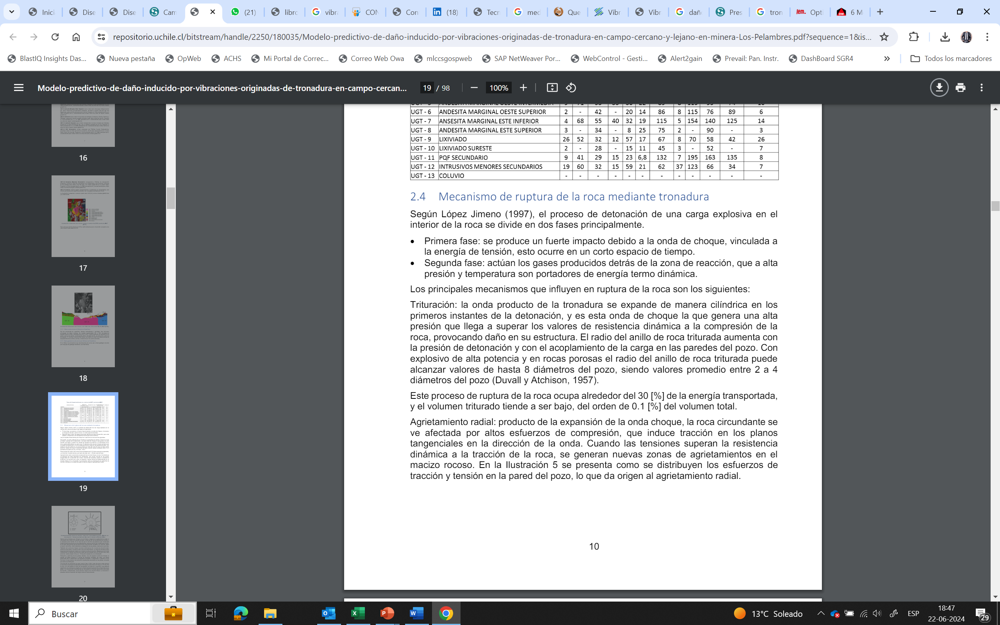 Inici
Dise
Dise
Cam
(21)
libro
vibra
CON
Con
(18)
Tecn
med
Que
Vibr
Vibr
dañ
Pres
tron
Opti
6 M
repositorio.uchile.cl/bitstream/handle/2250/180035/Modelo-predictivo-de-daño-inducido-por-vibraciones-originadas-de-tronadura-en-campo-cercano-y-lejano-en-minera-Los-Pelambres.pdf?sequence=1&is...
BlastIQ Insights Das...
Nueva pestaña
OpWeb
ACHS
Mi Portal de Correc...
Correo Web Owa
mlccsgospweb
SAP NetWeaver Por...
WebControl - Gesti...
Alert2gain
Prevail: Pan. Instr.
DashBoard SGR4
Todos los marcadores
Modelo-predictivo-de-daño-inducido-por-vibraciones-originadas-de-tronadura-en-campo-cercan...
19 / 98
100%
16
17
18
19
20
UGT - 6 ANDESITA MARGINAL OESTE SUPERIOR 2 - 42 - 20 14 86 8 115 76 89 6
UGT - 7 ANSESITA MARGINAL ESTE INFERIOR 4 68 55 40 32 19 115 5 154 140 125 14
UGT - 8 ANDESITA MARGINAL ESTE SUPERIOR 3 - 34 - 8 25 75 2 - 90 - 3
UGT - 9 LIXIVIADO 26 52 32 12 57 17 67 8 70 58 42 26
UGT - 10 LIXIVIADO SURESTE 2 - 28 - 15 11 45 3 - 52 - 7
UGT - 11 PQF SECUNDARIO 9 41 29 15 23 6,8 132 7 195 163 135 8
UGT - 12 INTRUSIVOS MENORES SECUNDARIOS 19 60 32 15 59 21 62 37 123 66 34 7
UGT - 13 COLUVIO - - - - - - - - - - - -
2.4 Mecanismo de ruptura de la roca mediante tronadura
Según López Jimeno (1997), el proceso de detonación de una carga explosiva en el
interior de la roca se divide en dos fases principalmente.
• Primera fase: se produce un fuerte impacto debido a la onda de choque, vinculada a
la energía de tensión, esto ocurre en un corto espacio de tiempo.
• Segunda fase: actúan los gases producidos detrás de la zona de reacción, que a alta
presión y temperatura son portadores de energía termo dinámica.
Los principales mecanismos que influyen en ruptura de la roca son los siguientes:
Trituración: la onda producto de la tronadura se expande de manera cilíndrica en los
primeros instantes de la detonación, y es esta onda de choque la que genera una alta
presión que llega a superar los valores de resistencia dinámica a la compresión de la
roca, provocando daño en su estructura. El radio del anillo de roca triturada aumenta con
la presión de detonación y con el acoplamiento de la carga en las paredes del pozo. Con
explosivo de alta potencia y en rocas porosas el radio del anillo de roca triturada puede
alcanzar valores de hasta 8 diámetros del pozo, siendo valores promedio entre 2 a 4
diámetros del pozo (Duvall y Atchison, 1957).
Este proceso de ruptura de la roca ocupa alrededor del 30 [%] de la energía transportada,
y el volumen triturado tiende a ser bajo, del orden de 0.1 [%] del volumen total.
Agrietamiento radial: producto de la expansión de la onda choque, la roca circundante se
ve afectada por altos esfuerzos de compresión, que induce tracción en los planos
tangenciales en la dirección de la onda. Cuando las tensiones superan la resistencia
dinámica a la tracción de la roca, se generan nuevas zonas de agrietamientos en el
macizo rocoso. En la Ilustración 5 se presenta como se distribuyen los esfuerzos de
tracción y tensión en la pared del pozo, lo que da origen al agrietamiento radial.
10
Buscar
13°C Soleado
ESP
18:47
22-06-2024
29